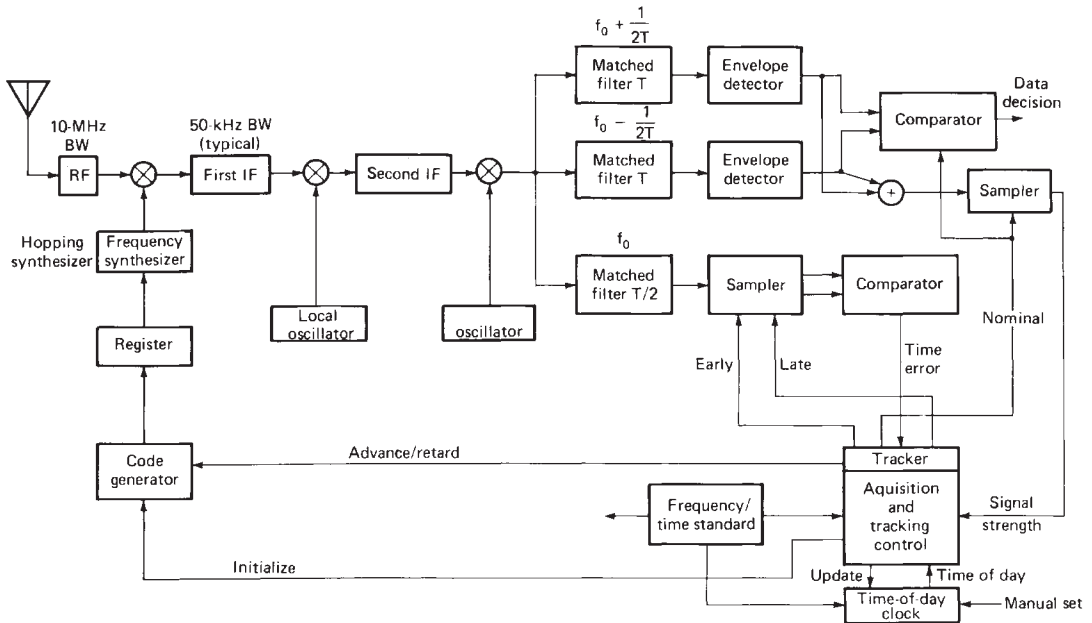 f₀ + 1/2T
Matched
filter T
Envelope
detector
Data
decision
Comparator
10-MHz
BW
50-kHz BW
(typical)
f₀ − 1/2T
RF
First IF
Second IF
Matched
filter T
Envelope
detector
+
Sampler
Hopping
synthesizer
Frequency
synthesizer
f₀
Matched
filter T/2
Sampler
Comparator
Nominal
Local
oscillator
oscillator
Register
Early
Late
Time
error
Code
generator
Advance/retard
Tracker
Aquisition
and
tracking
control
Frequency/
time standard
Signal
strength
Initialize
Update
Time of day
Time-of-day
clock
Manual set